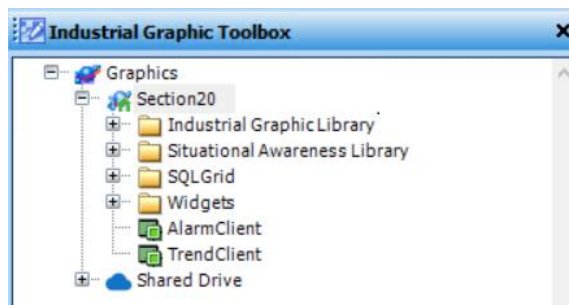 Industrial Graphic Toolbox
Graphics
Section20
Industrial Graphic Library
Situational Awareness Library
SQLGrid
Widgets
AlarmClient
TrendClient
Shared Drive